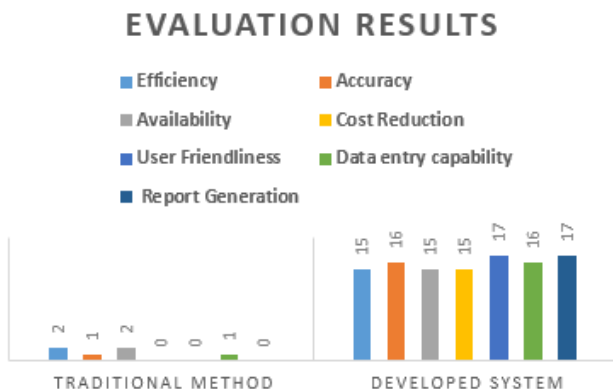 EVALUATION RESULTS
Efficiency Accuracy
Availability Cost Reduction
User Friendliness Data entry capability
Report Generation
2 1 2 0 0 1 0 15 16 15 15 17 16 17
TRADITIONAL METHOD DEVELOPED SYSTEM